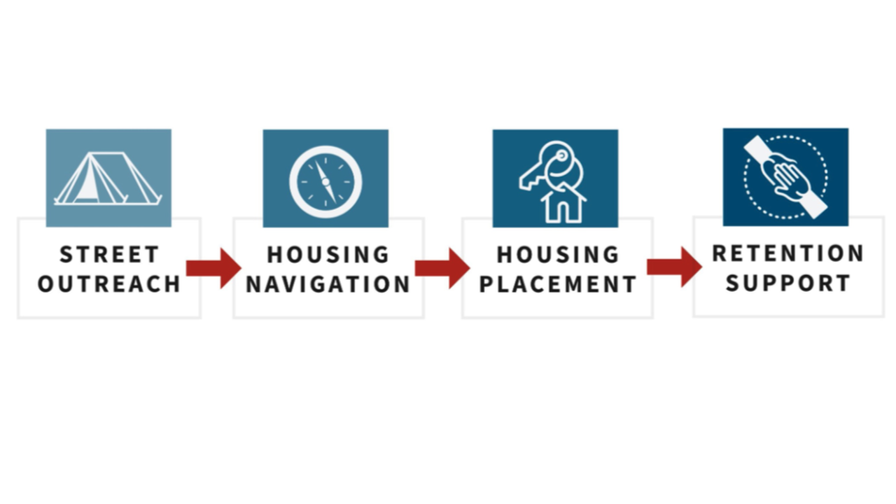 STREET
OUTREACH
HOUSING
NAVIGATION
HOUSING
PLACEMENT
RETENTION
SUPPORT